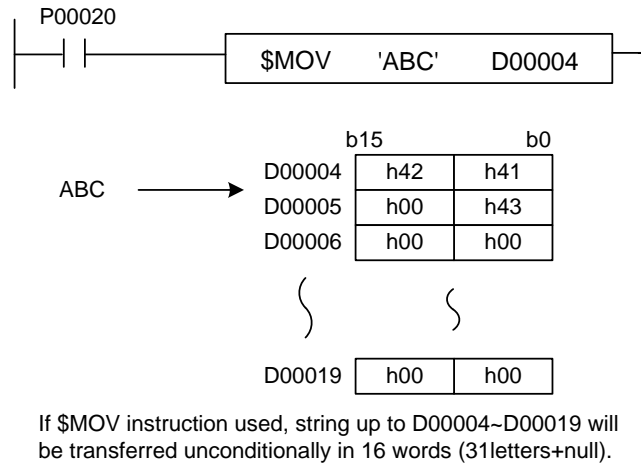 P00020
$MOV 'ABC' D00004
b15 b0
D00004 h42 h41
ABC
D00005 h00 h43
D00006 h00 h00
D00019 h00 h00
If $MOV instruction used, string up to D00004~D00019 will
be transferred unconditionally in 16 words (31letters+null).